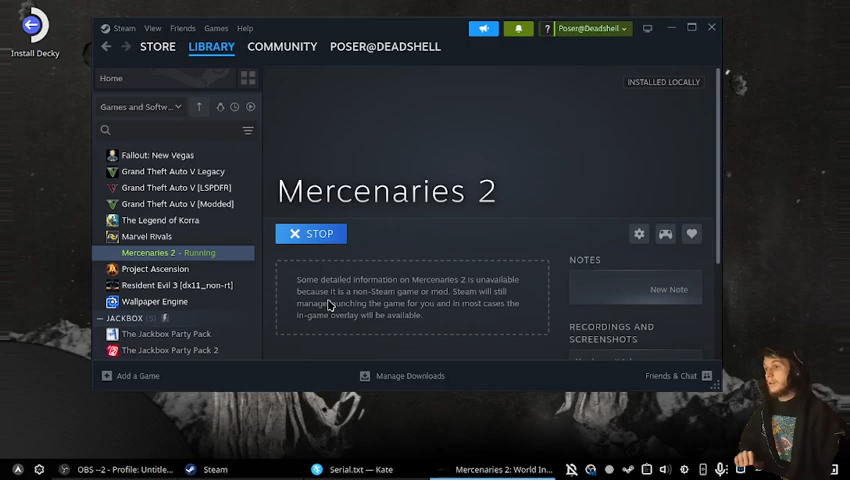 Install Decky
Steam View Friends Games Help
? Poser@Deadshell
STORE LIBRARY COMMUNITY POSER@DEADSHELL
Home
INSTALLED LOCALLY
Games and Softw...
Fallout: New Vegas
Grand Theft Auto V Legacy
Grand Theft Auto V [LSPDFR]
Grand Theft Auto V [Modded]
The Legend of Korra
Marvel Rivals
Mercenaries 2 - Running
Project Ascension
Resident Evil 3 [dx11_non-rt]
Wallpaper Engine
JACKBOX (5)
The Jackbox Party Pack
The Jackbox Party Pack 2
Mercenaries 2
STOP
Some detailed information on Mercenaries 2 is unavailable
because it is a non-Steam game or mod. Steam will still
manage launching the game for you and in most cases the
in-game overlay will be available.
NOTES
New Note
RECORDINGS AND
SCREENSHOTS
Add a Game
Manage Downloads
Friends & Chat
OBS --2 - Profile: Untitle...
Steam
Serial.txt — Kate
Mercenaries 2: World In...